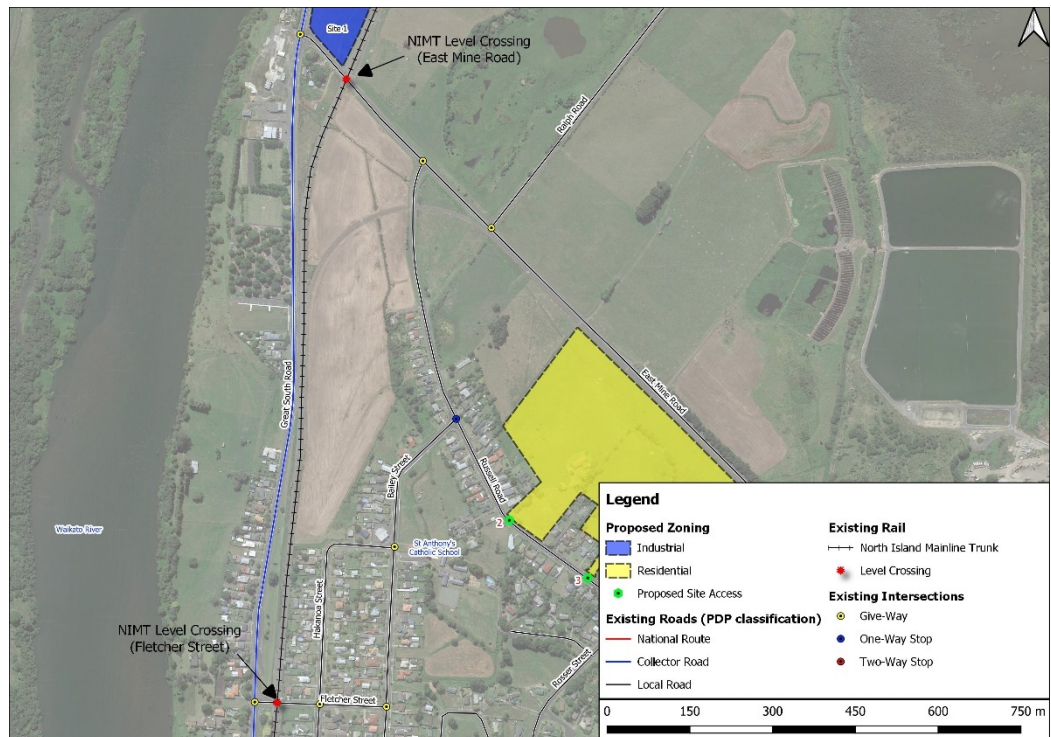 Site 1
NIMT Level Crossing
(East Mine Road)
Ralph Road
Great South Road
East Mine Road
Bailey Street
Russell Road
Waikato River
2
St Anthony's
Catholic School
3
Hakanoa Street
NIMT Level Crossing
(Fletcher Street)
Fletcher Street
Rosser Street
Legend
Proposed Zoning
Industrial
Residential
Proposed Site Access
Existing Roads (PDP classification)
National Route
Collector Road
Local Road
Existing Rail
North Island Mainline Trunk
Level Crossing
Existing Intersections
Give-Way
One-Way Stop
Two-Way Stop
0 150 300 450 600 750 m